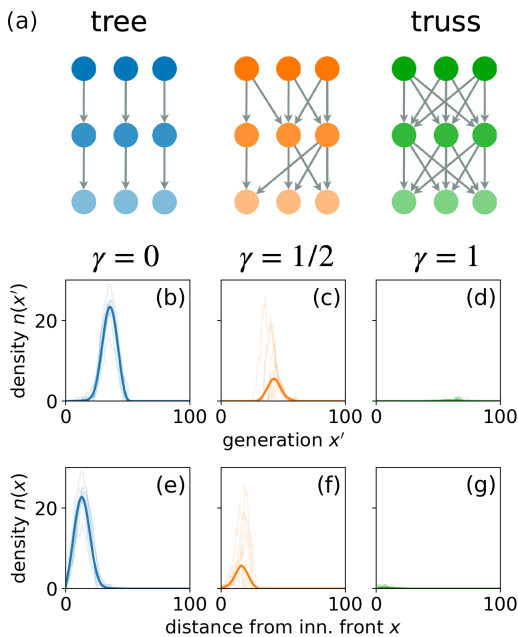 (a) tree truss
γ = 0 γ = 1/2 γ = 1
density n(x′) 20 0 (b) (c) (d)
0 100 0 100 0 100
generation x′
density n(x) 20 0 (e) (f) (g)
0 100 0 100 0 100
distance from inn. front x